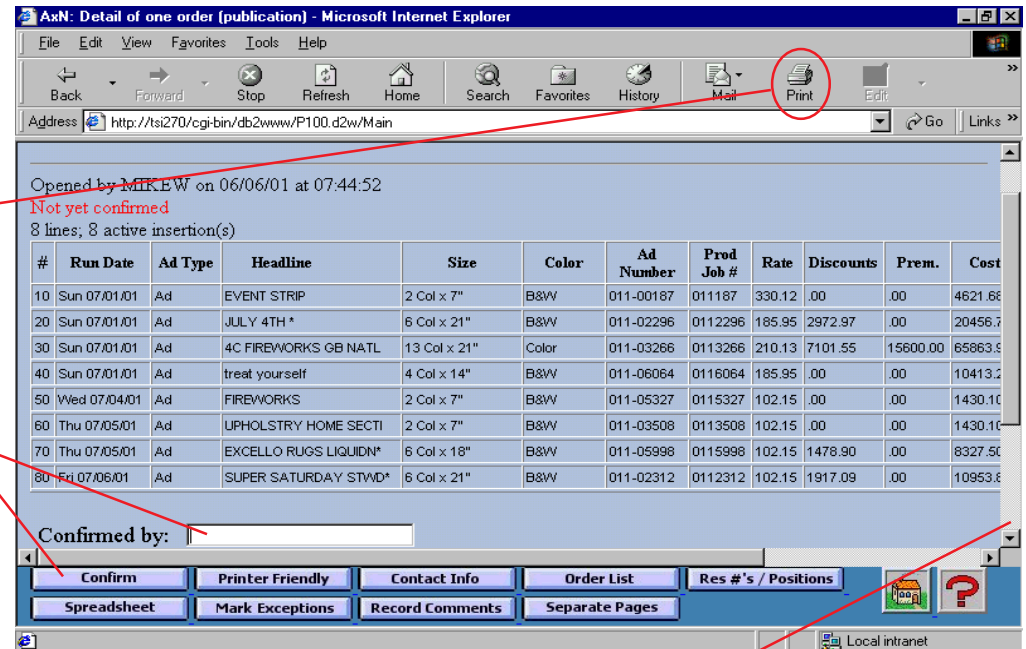 AxN: Detail of one order (publication) - Microsoft Internet Explorer
File Edit View Favorites Tools Help
Back Forward Stop Refresh Home Search Favorites History Mail Print Edit
Address http://tsi270/cgi-bin/db2www/P100.d2w/Main Go Links
Opened by MIKEW on 06/06/01 at 07:44:52
Not yet confirmed
8 lines; 8 active insertion(s)
# Run Date Ad Type Headline Size Color Ad Number Prod Job # Rate Discounts Prem. Cost
10 Sun 07/01/01 Ad EVENT STRIP 2 Col x 7" B&W 011-00187 011187 330.12 .00 .00 4621.68
20 Sun 07/01/01 Ad JULY 4TH * 6 Col x 21" B&W 011-02296 0112296 185.95 2972.97 .00 20456.7
30 Sun 07/01/01 Ad 4C FIREWORKS GB NATL 13 Col x 21" Color 011-03266 0113266 210.13 7101.55 15600.00 65863.9
40 Sun 07/01/01 Ad treat yourself 4 Col x 14" B&W 011-06064 0116064 185.95 .00 .00 10413.2
50 Wed 07/04/01 Ad FIREWORKS 2 Col x 7" B&W 011-05327 0115327 102.15 .00 .00 1430.10
60 Thu 07/05/01 Ad UPHOLSTRY HOME SECTI 2 Col x 7" B&W 011-03508 0113508 102.15 .00 .00 1430.10
70 Thu 07/05/01 Ad EXCELLO RUGS LIQUIDN* 6 Col x 18" B&W 011-05998 0115998 102.15 1478.90 .00 8327.50
80 Fri 07/06/01 Ad SUPER SATURDAY STWD* 6 Col x 21" B&W 011-02312 0112312 102.15 1917.09 .00 10953.8
Confirmed by:
Confirm Printer Friendly Contact Info Order List Res #'s / Positions
Spreadsheet Mark Exceptions Record Comments Separate Pages
Local intranet